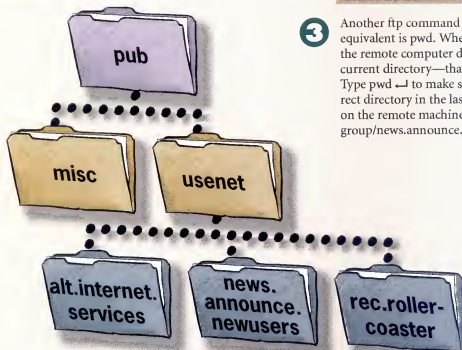 pub
misc
usenet
alt.internet.
services
news.
announce.
newusers
rec.roller-
coaster
3
Another ftp command
equivalent is pwd. Whe
the remote computer d
current directory—tha
Type pwd ↵ to make s
rect directory in the las
on the remote machine
group/news.announce.